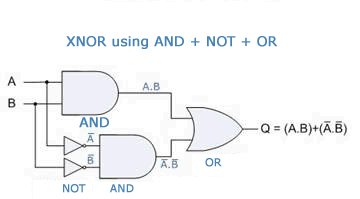 XNOR using AND + NOT + OR
A
A.B
B
AND
Q = (A.B)+(A̅.B̅)
A̅
B̅
A̅.B̅
OR
NOT
AND